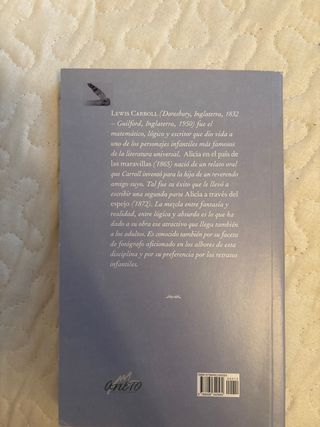 LEWIS CARROLL (Daresbury, Inglaterra, 1832
– Guilford, Inglaterra, 1950) fue el
matemático, lógico y escritor que dio vida a
uno de los personajes infantiles más famosos
de la literatura universal. Alicia en el país de
las maravillas (1865) nació de un relato oral
que Carroll inventó para la hija de un reverendo
amigo suyo. Tal fue su éxito que le llevó a
escribir una segunda parte Alicia a través del
espejo (1872). La mezcla entre fantasía y
realidad, entre lógica y absurdo es lo que ha
dado a su obra ese atractivo que llega también
a los adultos. Es conocido también por su faceta
de fotógrafo aficionado en los albores de esta
disciplina y por su preferencia por los retratos
infantiles.